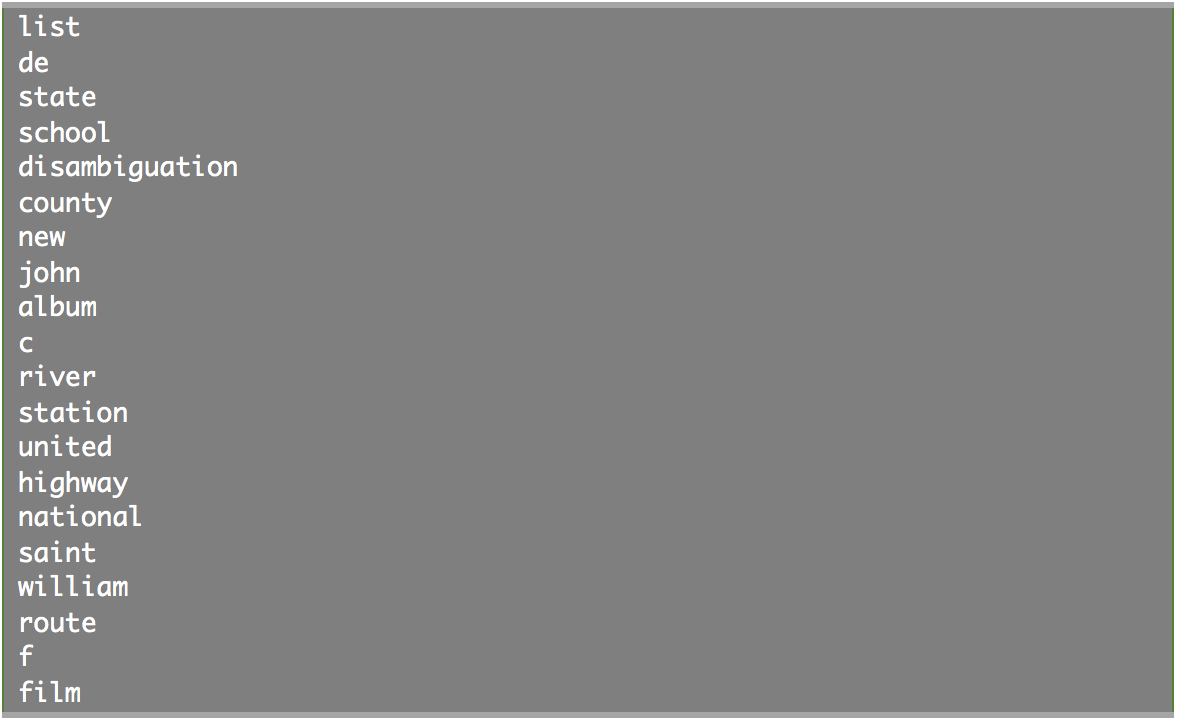 list
de
state
school
disambiguation
county
new
john
album
c
river
station
united
highway
national
saint
william
route
f
film